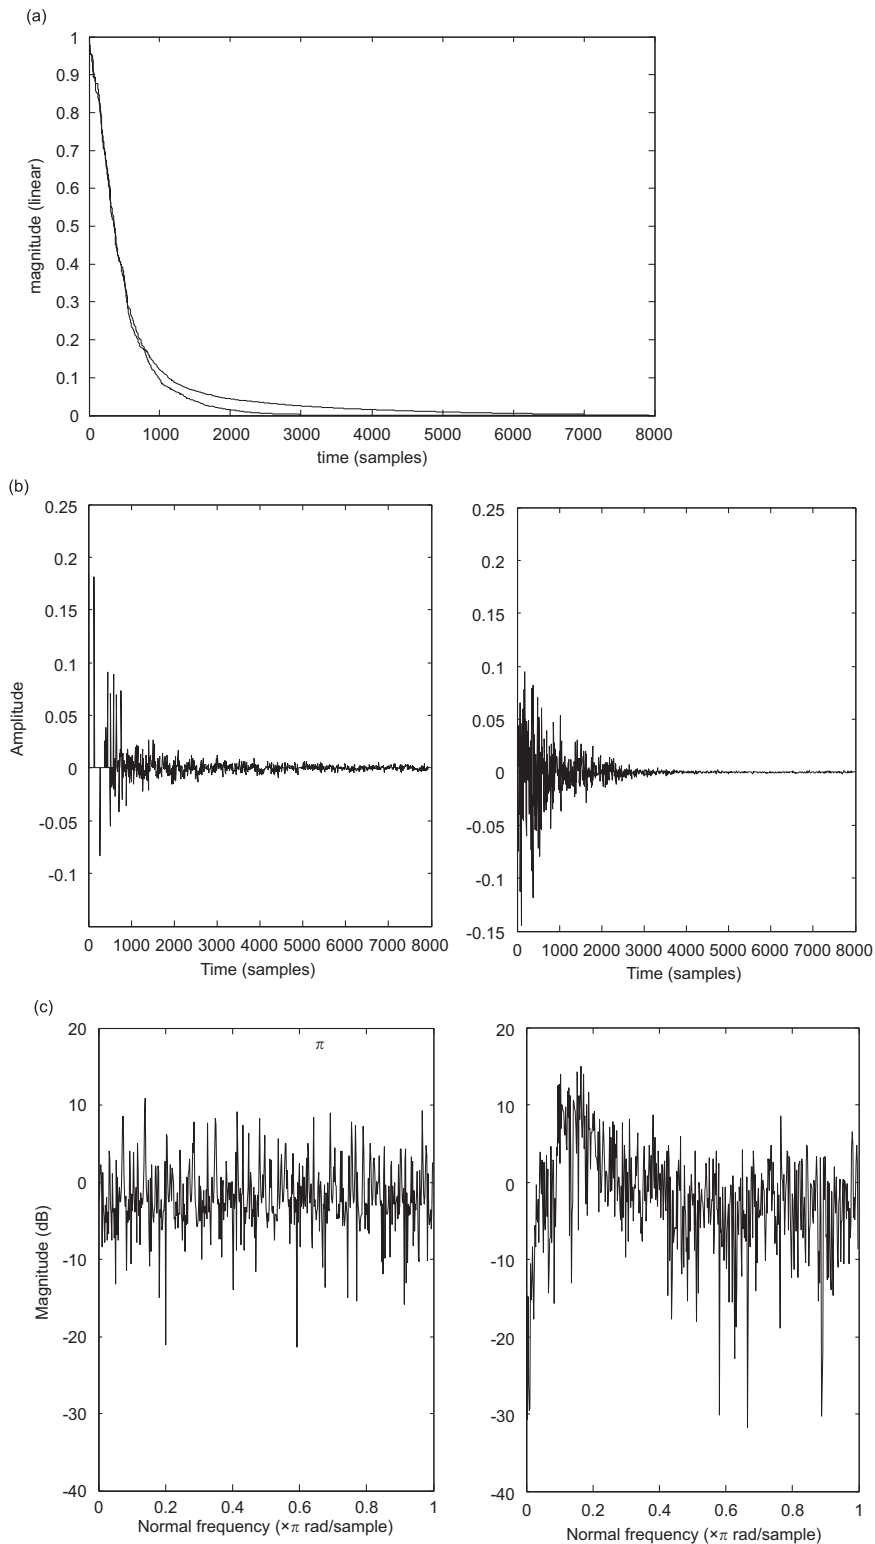 (a)
1
0.9
0.8
0.7
0.6
0.5
0.4
0.3
0.2
0.1
0
magnitude (linear)
0 1000 2000 3000 4000 5000 6000 7000 8000
time (samples)
(b)
0.25
0.2
0.15
0.1
0.05
0
-0.05
-0.1
Amplitude
0 1000 2000 3000 4000 5000 6000 7000 8000
Time (samples)
0.25
0.2
0.15
0.1
0.05
0
-0.05
-0.1
-0.15
0 1000 2000 3000 4000 5000 6000 7000 8000
Time (samples)
(c)
20
10
0
-10
-20
-30
-40
Magnitude (dB)
π
0 0.2 0.4 0.6 0.8 1
Normal frequency (×π rad/sample)
20
10
0
-10
-20
-30
-40
0 0.2 0.4 0.6 0.8 1
Normal frequency (×π rad/sample)